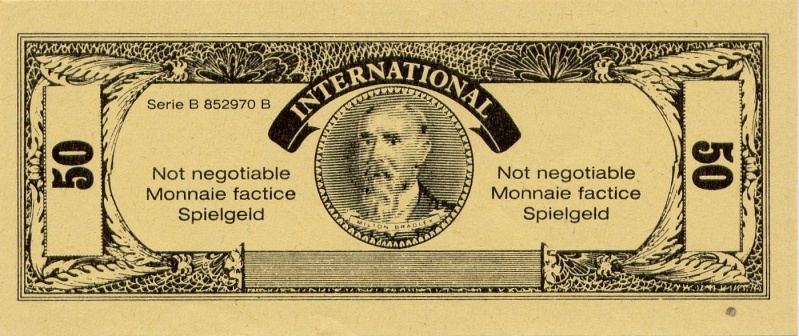 INTERNATIONAL
Serie B 852970 B
50
50
Not negotiable
Monnaie factice
Spielgeld
Not negotiable
Monnaie factice
Spielgeld
MILTON BRADLEY